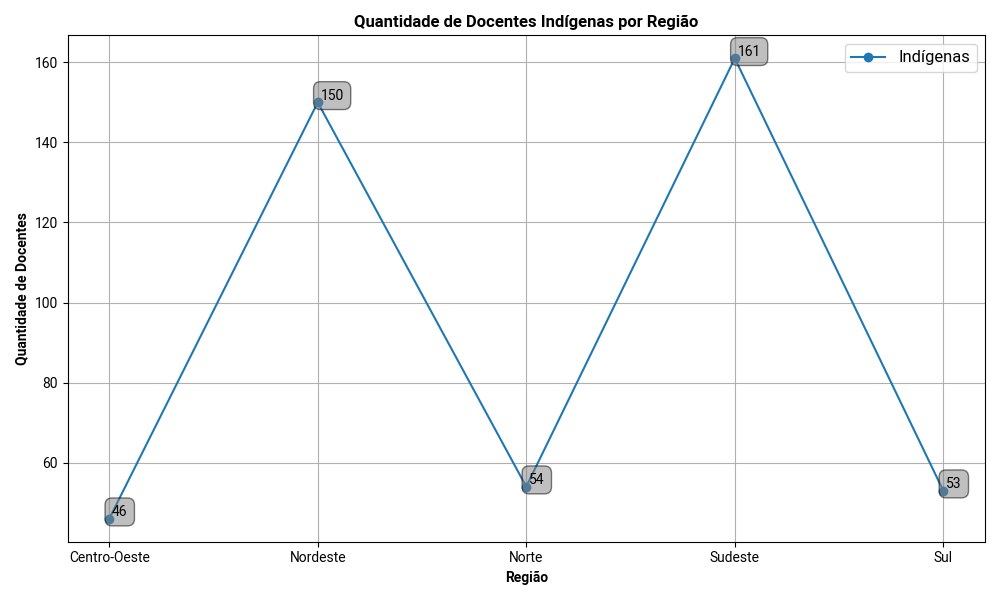 Quantidade de Docentes Indígenas por Região
Indígenas
Quantidade de Docentes
160
140
120
100
80
60
46
150
54
161
53
Centro-Oeste
Nordeste
Norte
Sudeste
Sul
Região